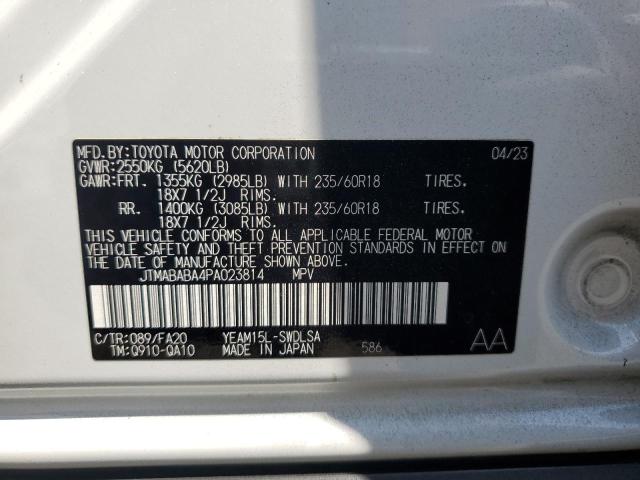 MFD. BY: TOYOTA MOTOR CORPORATION 04/23
GVWR: 2550KG (5620LB)
GAWR: FRT. 1355KG (2985LB) WITH 235/60R18 TIRES.
18X7 1/2J RIMS.
RR. 1400KG (3085LB) WITH 235/60R18 TIRES.
18X7 1/2J RIMS.
THIS VEHICLE CONFORMS TO ALL APPLICABLE FEDERAL MOTOR
VEHICLE SAFETY AND THEFT PREVENTION STANDARDS IN EFFECT ON
THE DATE OF MANUFACTURE SHOWN ABOVE.
JTMABABA4PA023814 MPV
C/TR: 089/FA20 YEAM15L-SWDLSA
TM: Q910-QA10 MADE IN JAPAN 586 AA